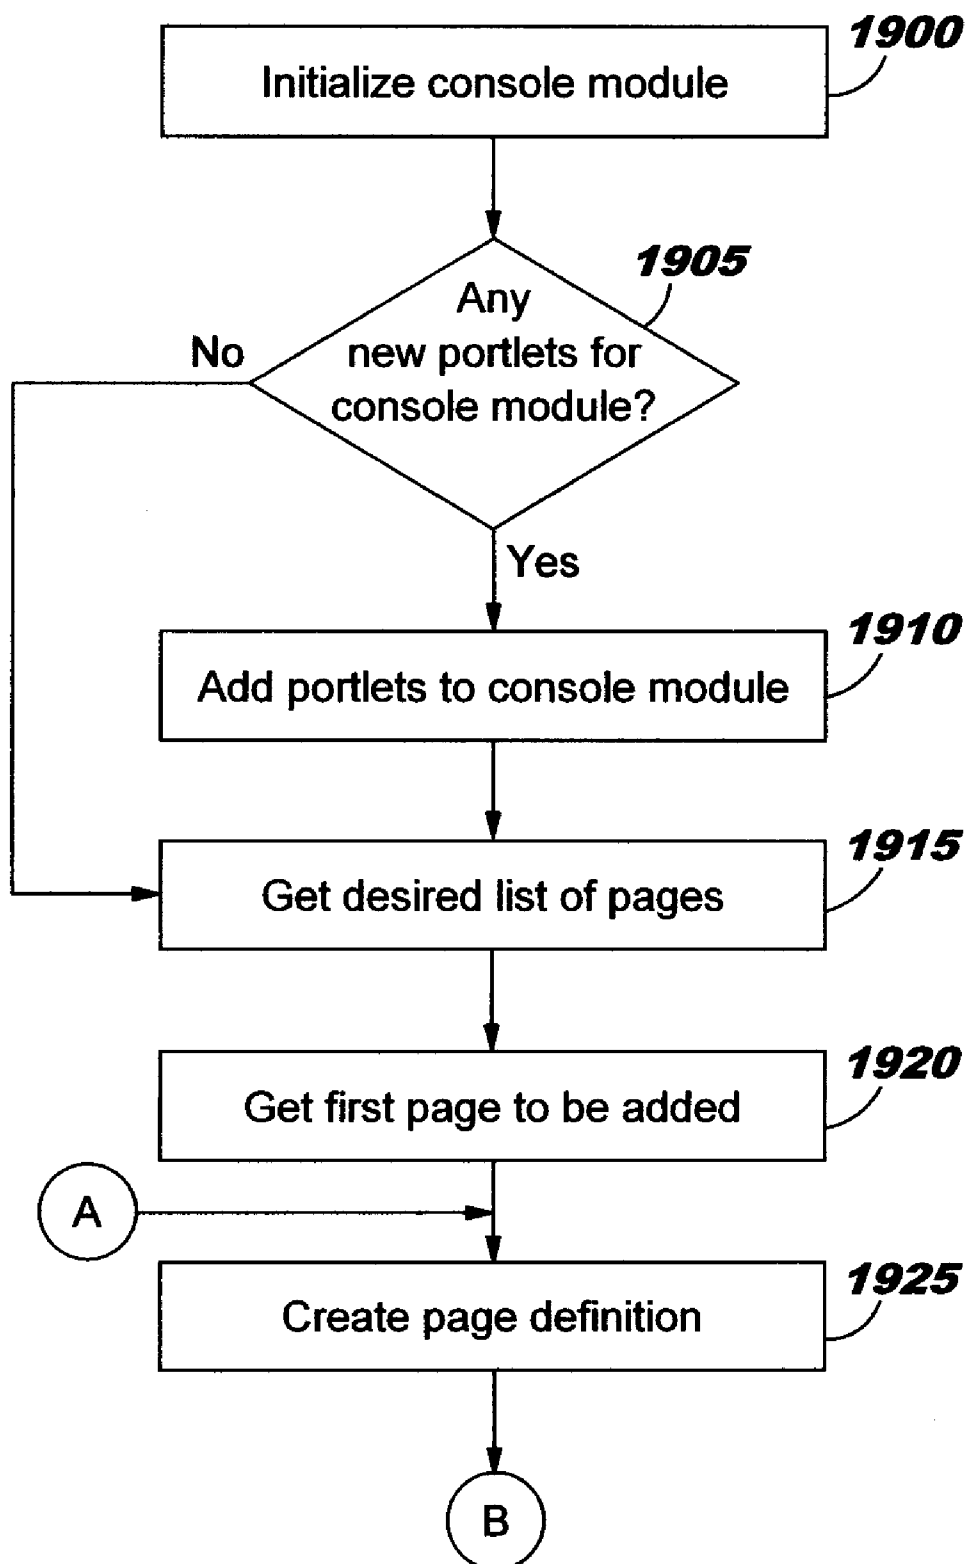 1900
Initialize console module
1905
Any
new portlets for
console module?
No
Yes
1910
Add portlets to console module
1915
Get desired list of pages
1920
Get first page to be added
A
1925
Create page definition
B